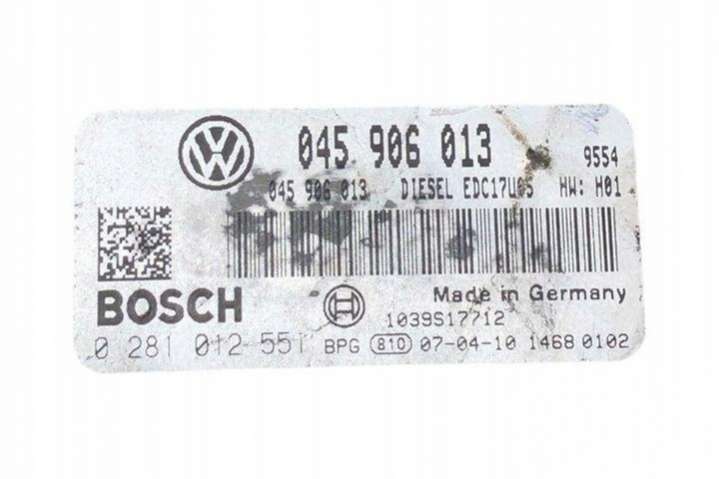 045 906 013 9554
045 906 013 DIESEL EDC17U05 HW: H01
BOSCH Made in Germany
1039S17712
0 281 012 551 BPG 810 07-04-10 1468 0102